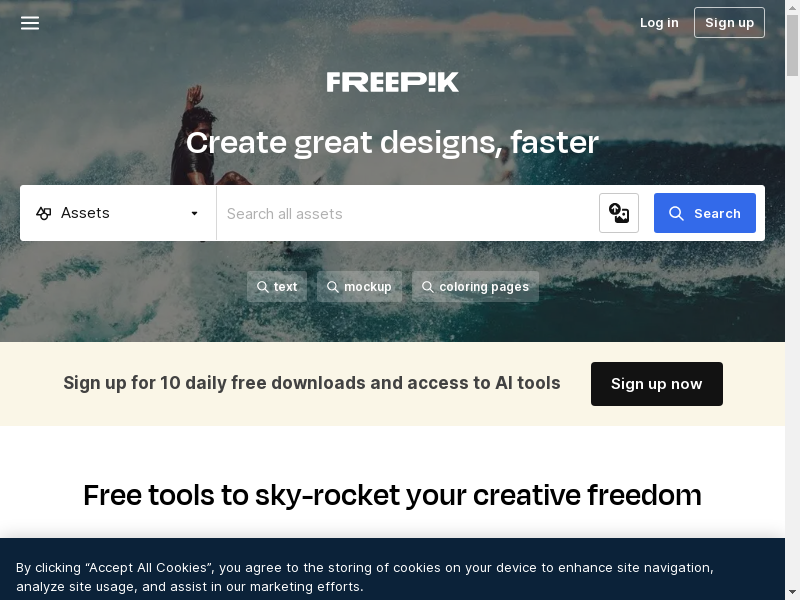 Log in
Sign up
FREEPIK
Create great designs, faster
Assets
Search all assets
Search
text
mockup
coloring pages
Sign up for 10 daily free downloads and access to AI tools
Sign up now
Free tools to sky-rocket your creative freedom
By clicking “Accept All Cookies”, you agree to the storing of cookies on your device to enhance site navigation,
analyze site usage, and assist in our marketing efforts.